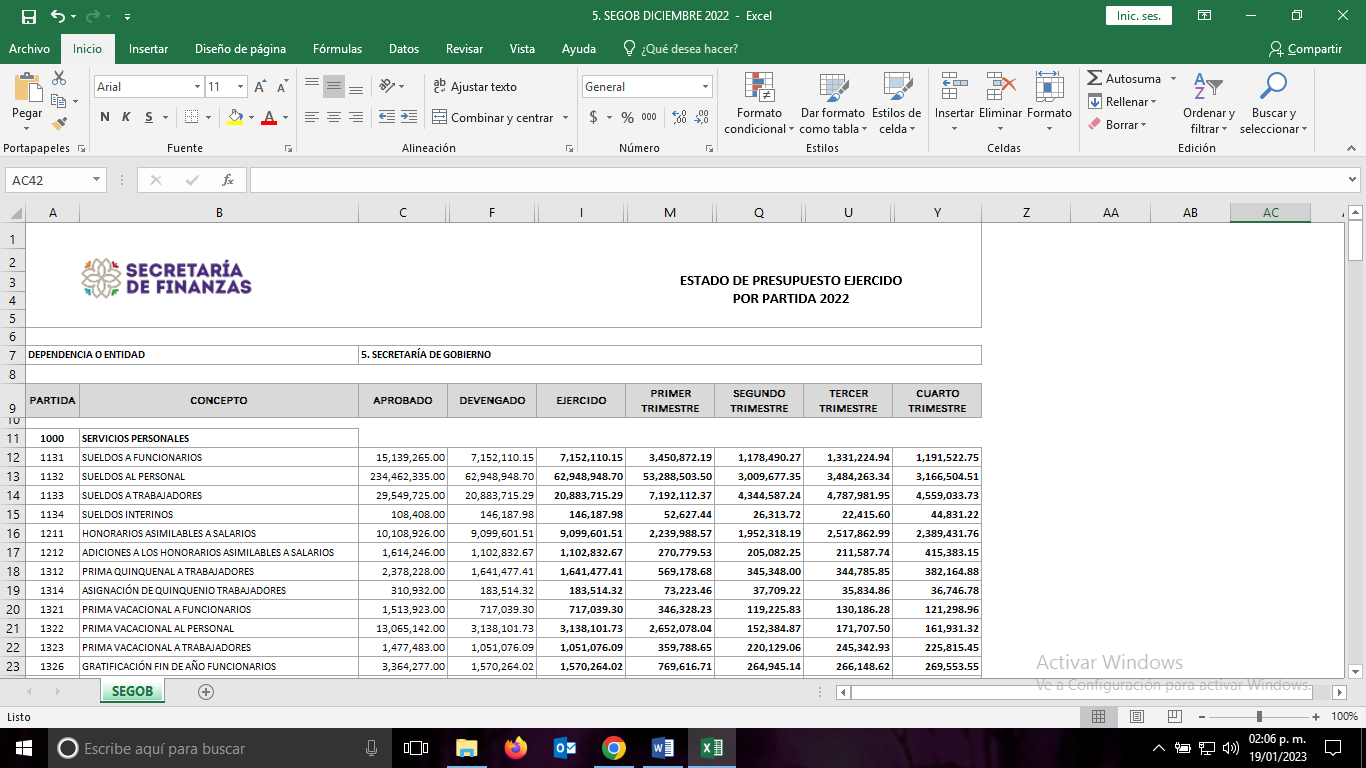 5. SEGOB DICIEMBRE 2022 - Excel
Inic. ses.
Archivo Inicio Insertar Diseño de página Fórmulas Datos Revisar Vista Ayuda ¿Qué desea hacer? Compartir
Pegar
Arial 11
N K S
Ajustar texto
Combinar y centrar
General
$ % 000
Formato condicional
Dar formato como tabla
Estilos de celda
Insertar Eliminar Formato
Autosuma
Rellenar
Borrar
Ordenar y filtrar
Buscar y seleccionar
Portapapeles Fuente Alineación Número Estilos Celdas Edición
AC42 fx
A B C F I M Q U Y Z AA AB AC
1
2 SECRETARÍA
3 DE FINANZAS ESTADO DE PRESUPUESTO EJERCIDO
4 POR PARTIDA 2022
5
6
7 DEPENDENCIA O ENTIDAD 5. SECRETARÍA DE GOBIERNO
8
9 PARTIDA CONCEPTO APROBADO DEVENGADO EJERCIDO PRIMER TRIMESTRE SEGUNDO TRIMESTRE TERCER TRIMESTRE CUARTO TRIMESTRE
10
11 1000 SERVICIOS PERSONALES
12 1131 SUELDOS A FUNCIONARIOS 15,139,265.00 7,152,110.15 7,152,110.15 3,450,872.19 1,178,490.27 1,331,224.94 1,191,522.75
13 1132 SUELDOS AL PERSONAL 234,462,335.00 62,948,948.70 62,948,948.70 53,288,503.50 3,009,677.35 3,484,263.34 3,166,504.51
14 1133 SUELDOS A TRABAJADORES 29,549,725.00 20,883,715.29 20,883,715.29 7,192,112.37 4,344,587.24 4,787,981.95 4,559,033.73
15 1134 SUELDOS INTERINOS 108,408.00 146,187.98 146,187.98 52,627.44 26,313.72 22,415.60 44,831.22
16 1211 HONORARIOS ASIMILABLES A SALARIOS 10,108,926.00 9,099,601.51 9,099,601.51 2,239,988.57 1,952,318.19 2,517,862.99 2,389,431.76
17 1212 ADICIONES A LOS HONORARIOS ASIMILABLES A SALARIOS 1,614,246.00 1,102,832.67 1,102,832.67 270,779.53 205,082.25 211,587.74 415,383.15
18 1312 PRIMA QUINQUENAL A TRABAJADORES 2,378,228.00 1,641,477.41 1,641,477.41 569,178.68 345,348.00 344,785.85 382,164.88
19 1314 ASIGNACIÓN DE QUINQUENIO TRABAJADORES 310,932.00 183,514.32 183,514.32 73,223.46 37,709.22 35,834.86 36,746.78
20 1321 PRIMA VACACIONAL A FUNCIONARIOS 1,513,923.00 717,039.30 717,039.30 346,328.23 119,225.83 130,186.28 121,298.96
21 1322 PRIMA VACACIONAL AL PERSONAL 13,065,142.00 3,138,101.73 3,138,101.73 2,652,078.04 152,384.87 171,707.50 161,931.32
22 1323 PRIMA VACACIONAL A TRABAJADORES 1,477,483.00 1,051,076.09 1,051,076.09 359,788.65 220,129.06 245,342.93 225,815.45
23 1326 GRATIFICACIÓN FIN DE AÑO FUNCIONARIOS 3,364,277.00 1,570,264.02 1,570,264.02 769,616.71 264,945.14 266,148.62 269,553.55
Activar Windows
Ve a Configuración para activar Windows.
SEGOB
Listo 100%
Escribe aquí para buscar
02:06 p. m.
19/01/2023